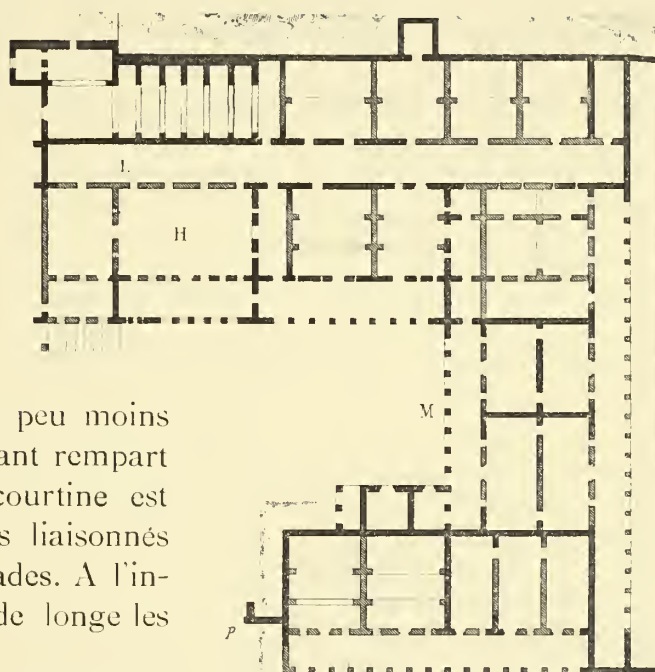 L
H
M
peu moins
ant rempart
courtine est
s liaisonnés
ades. A l'in-
de longe les
p